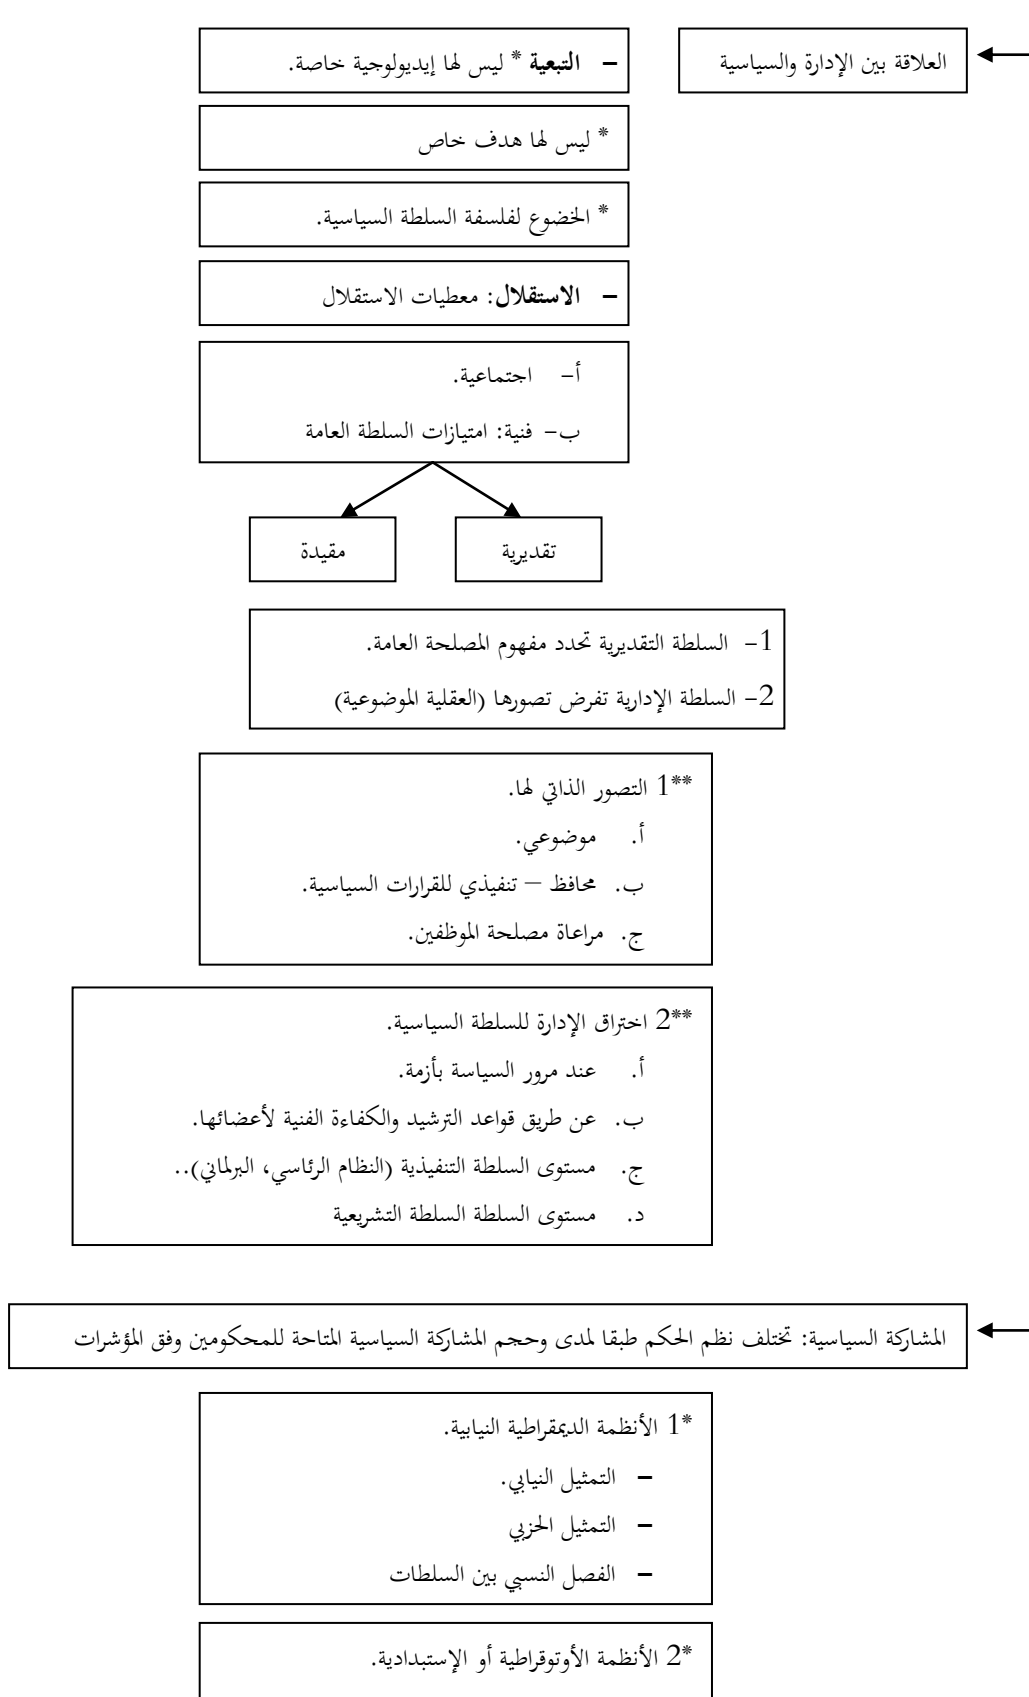 العلاقة بين الإدارة والسياسية
– التبعية * ليس لها إيديولوجية خاصة.
* ليس لها هدف خاص
* الخضوع لفلسفة السلطة السياسية.
– الاستقلال: معطيات الاستقلال
أ– اجتماعية.
ب– فنية: امتيازات السلطة العامة
تقديرية
مقيدة
1– السلطة التقديرية تحدد مفهوم المصلحة العامة.
2– السلطة الإدارية تفرض تصورها (العقلية الموضوعية)
**1 التصور الذاتي لها.
أ. موضوعي.
ب. محافظ – تنفيذي للقرارات السياسية.
ج. مراعاة مصلحة الموظفين.
**2 اختراق الإدارة للسلطة السياسية.
أ. عند مرور السياسة بأزمة.
ب. عن طريق قواعد الترشيد والكفاءة الفنية لأعضائها.
ج. مستوى السلطة التنفيذية (النظام الرئاسي، البرلماني)..
د. مستوى السلطة السلطة التشريعية
المشاركة السياسية: تختلف نظم الحكم طبقا لمدى وحجم المشاركة السياسية المتاحة للمحكومين وفق المؤشرات
*1 الأنظمة الديمقراطية النيابية.
– التمثيل النيابي.
– التمثيل الحزبي
– الفصل النسبي بين السلطات
*2 الأنظمة الأوتوقراطية أو الإستبدادية.